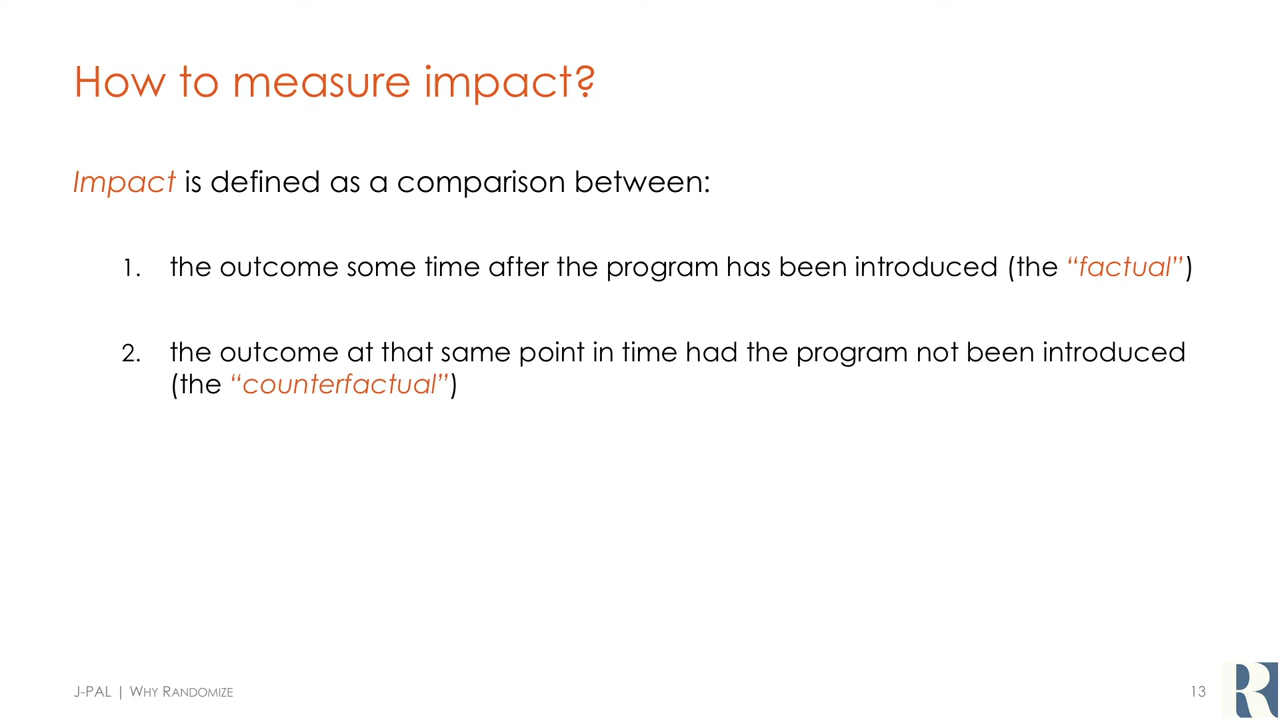 How to measure impact?
Impact is defined as a comparison between:
1. the outcome some time after the program has been introduced (the “factual”)
2. the outcome at that same point in time had the program not been introduced
(the “counterfactual”)
J-PAL | WHY RANDOMIZE
13
R